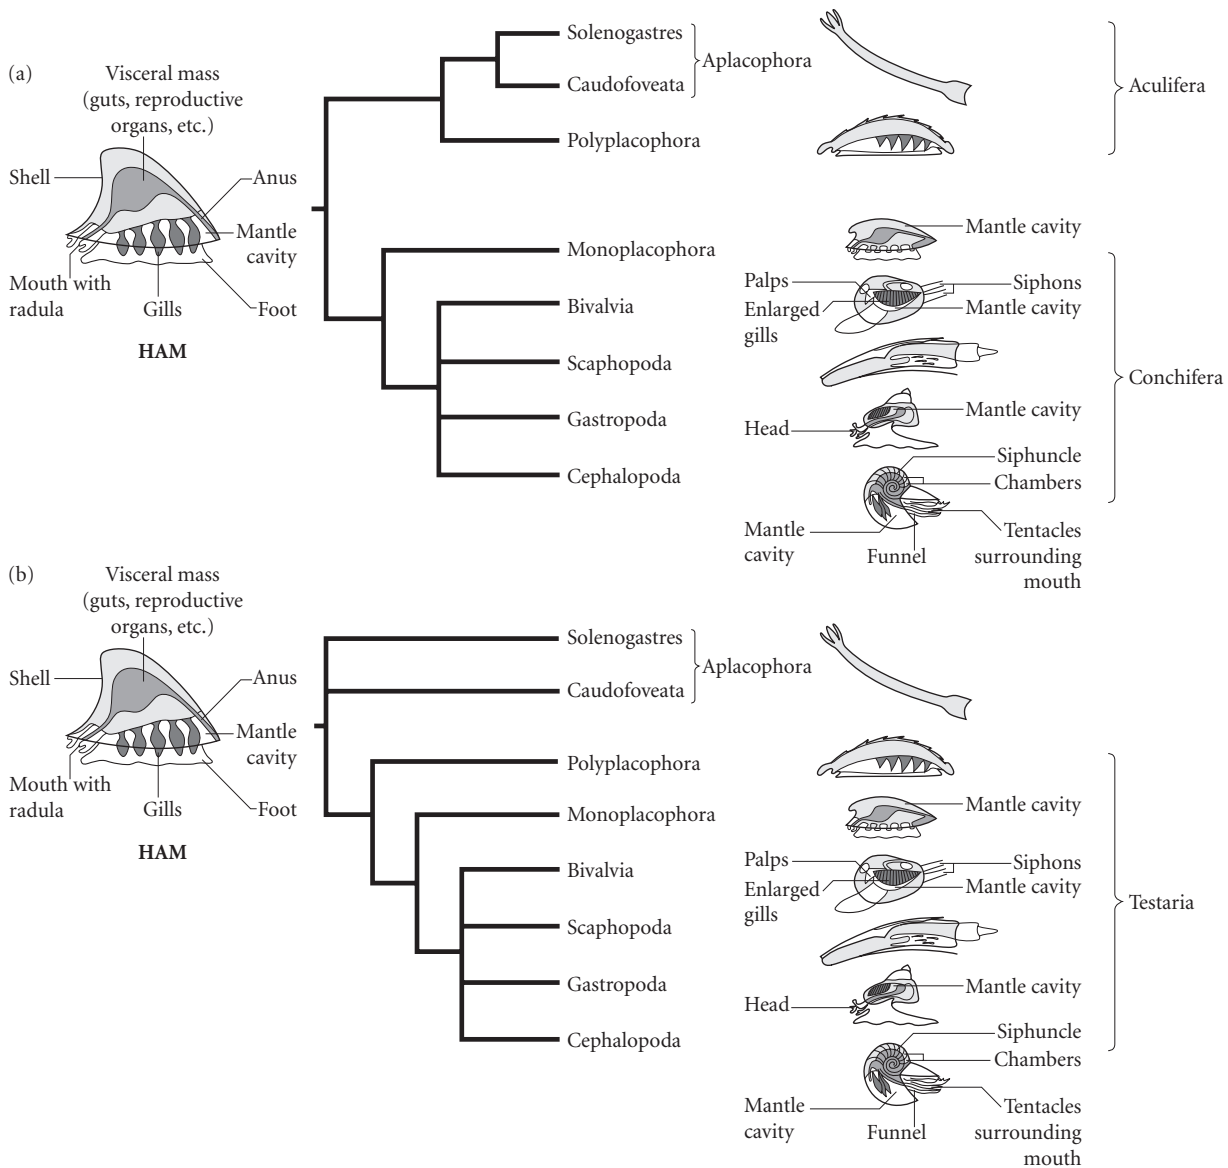 (a)
Visceral mass
(guts, reproductive
organs, etc.)
Shell
Anus
Mantle
cavity
Mouth with
radula
Gills
Foot
HAM
Solenogastres
Caudofoveata
Aplacophora
Polyplacophora
Aculifera
Monoplacophora
Mantle cavity
Bivalvia
Palps
Enlarged
gills
Siphons
Mantle cavity
Scaphopoda
Conchifera
Gastropoda
Head
Mantle cavity
Cephalopoda
Siphuncle
Chambers
Mantle
cavity
Funnel
Tentacles
surrounding
mouth
(b)
Visceral mass
(guts, reproductive
organs, etc.)
Shell
Anus
Mantle
cavity
Mouth with
radula
Gills
Foot
HAM
Solenogastres
Caudofoveata
Aplacophora
Polyplacophora
Monoplacophora
Mantle cavity
Bivalvia
Palps
Enlarged
gills
Siphons
Mantle cavity
Testaria
Scaphopoda
Gastropoda
Head
Mantle cavity
Cephalopoda
Siphuncle
Chambers
Mantle
cavity
Funnel
Tentacles
surrounding
mouth